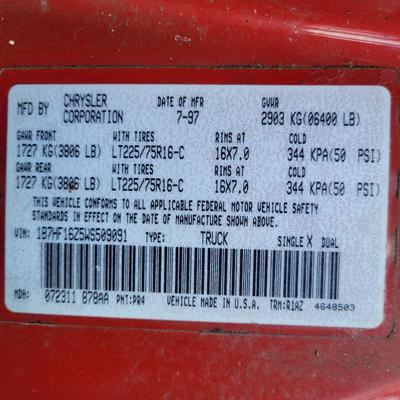 MFD BY CHRYSLER CORPORATION DATE OF MFR 7-97 GVWR 2903 KG(06400 LB)
GAWR FRONT WITH TIRES RIMS AT COLD
1727 KG(3806 LB) LT225/75R16-C 16X7.0 344 KPA(50 PSI)
GAWR REAR WITH TIRES RIMS AT COLD
1727 KG(3806 LB) LT225/75R16-C 16X7.0 344 KPA(50 PSI)
THIS VEHICLE CONFORMS TO ALL APPLICABLE FEDERAL MOTOR VEHICLE SAFETY
STANDARDS IN EFFECT ON THE DATE OF MANUFACTURE SHOWN ABOVE.
VIN: 1B7HF16Z5WS509091 TYPE: TRUCK SINGLE X DUAL
MDH: 072311 878AA PNT:PR4 VEHICLE MADE IN U.S.A. TRN:R1AZ 4648503